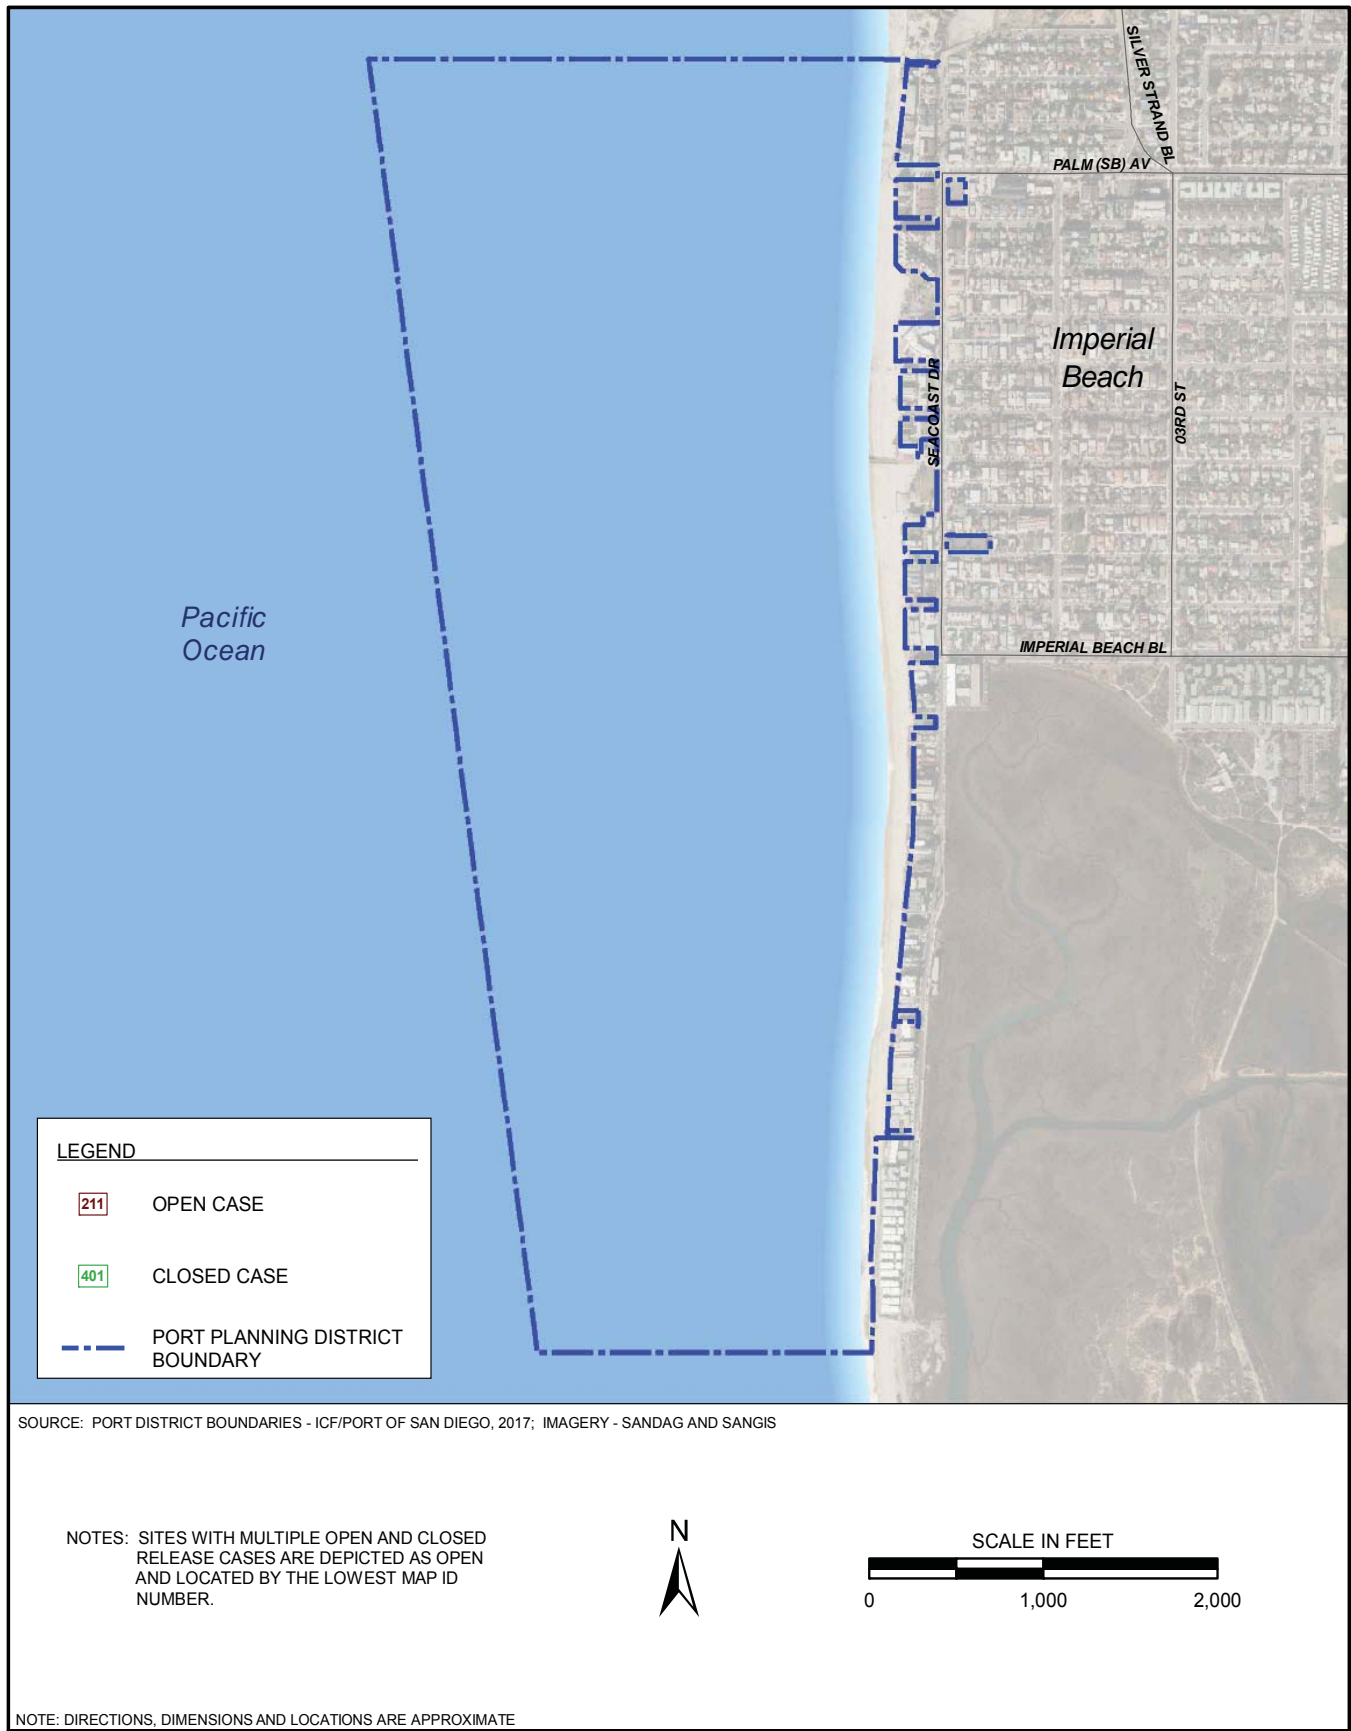 SILVER STRAND BL
PALM (SB) AV
Imperial
Beach
SEACOAST DR
03RD ST
Pacific
Ocean
IMPERIAL BEACH BL
LEGEND
211 OPEN CASE
401 CLOSED CASE
PORT PLANNING DISTRICT
BOUNDARY
SOURCE: PORT DISTRICT BOUNDARIES - ICF/PORT OF SAN DIEGO, 2017; IMAGERY - SANDAG AND SANGIS
NOTES: SITES WITH MULTIPLE OPEN AND CLOSED
RELEASE CASES ARE DEPICTED AS OPEN
AND LOCATED BY THE LOWEST MAP ID
NUMBER.
N
SCALE IN FEET
0 1,000 2,000
NOTE: DIRECTIONS, DIMENSIONS AND LOCATIONS ARE APPROXIMATE